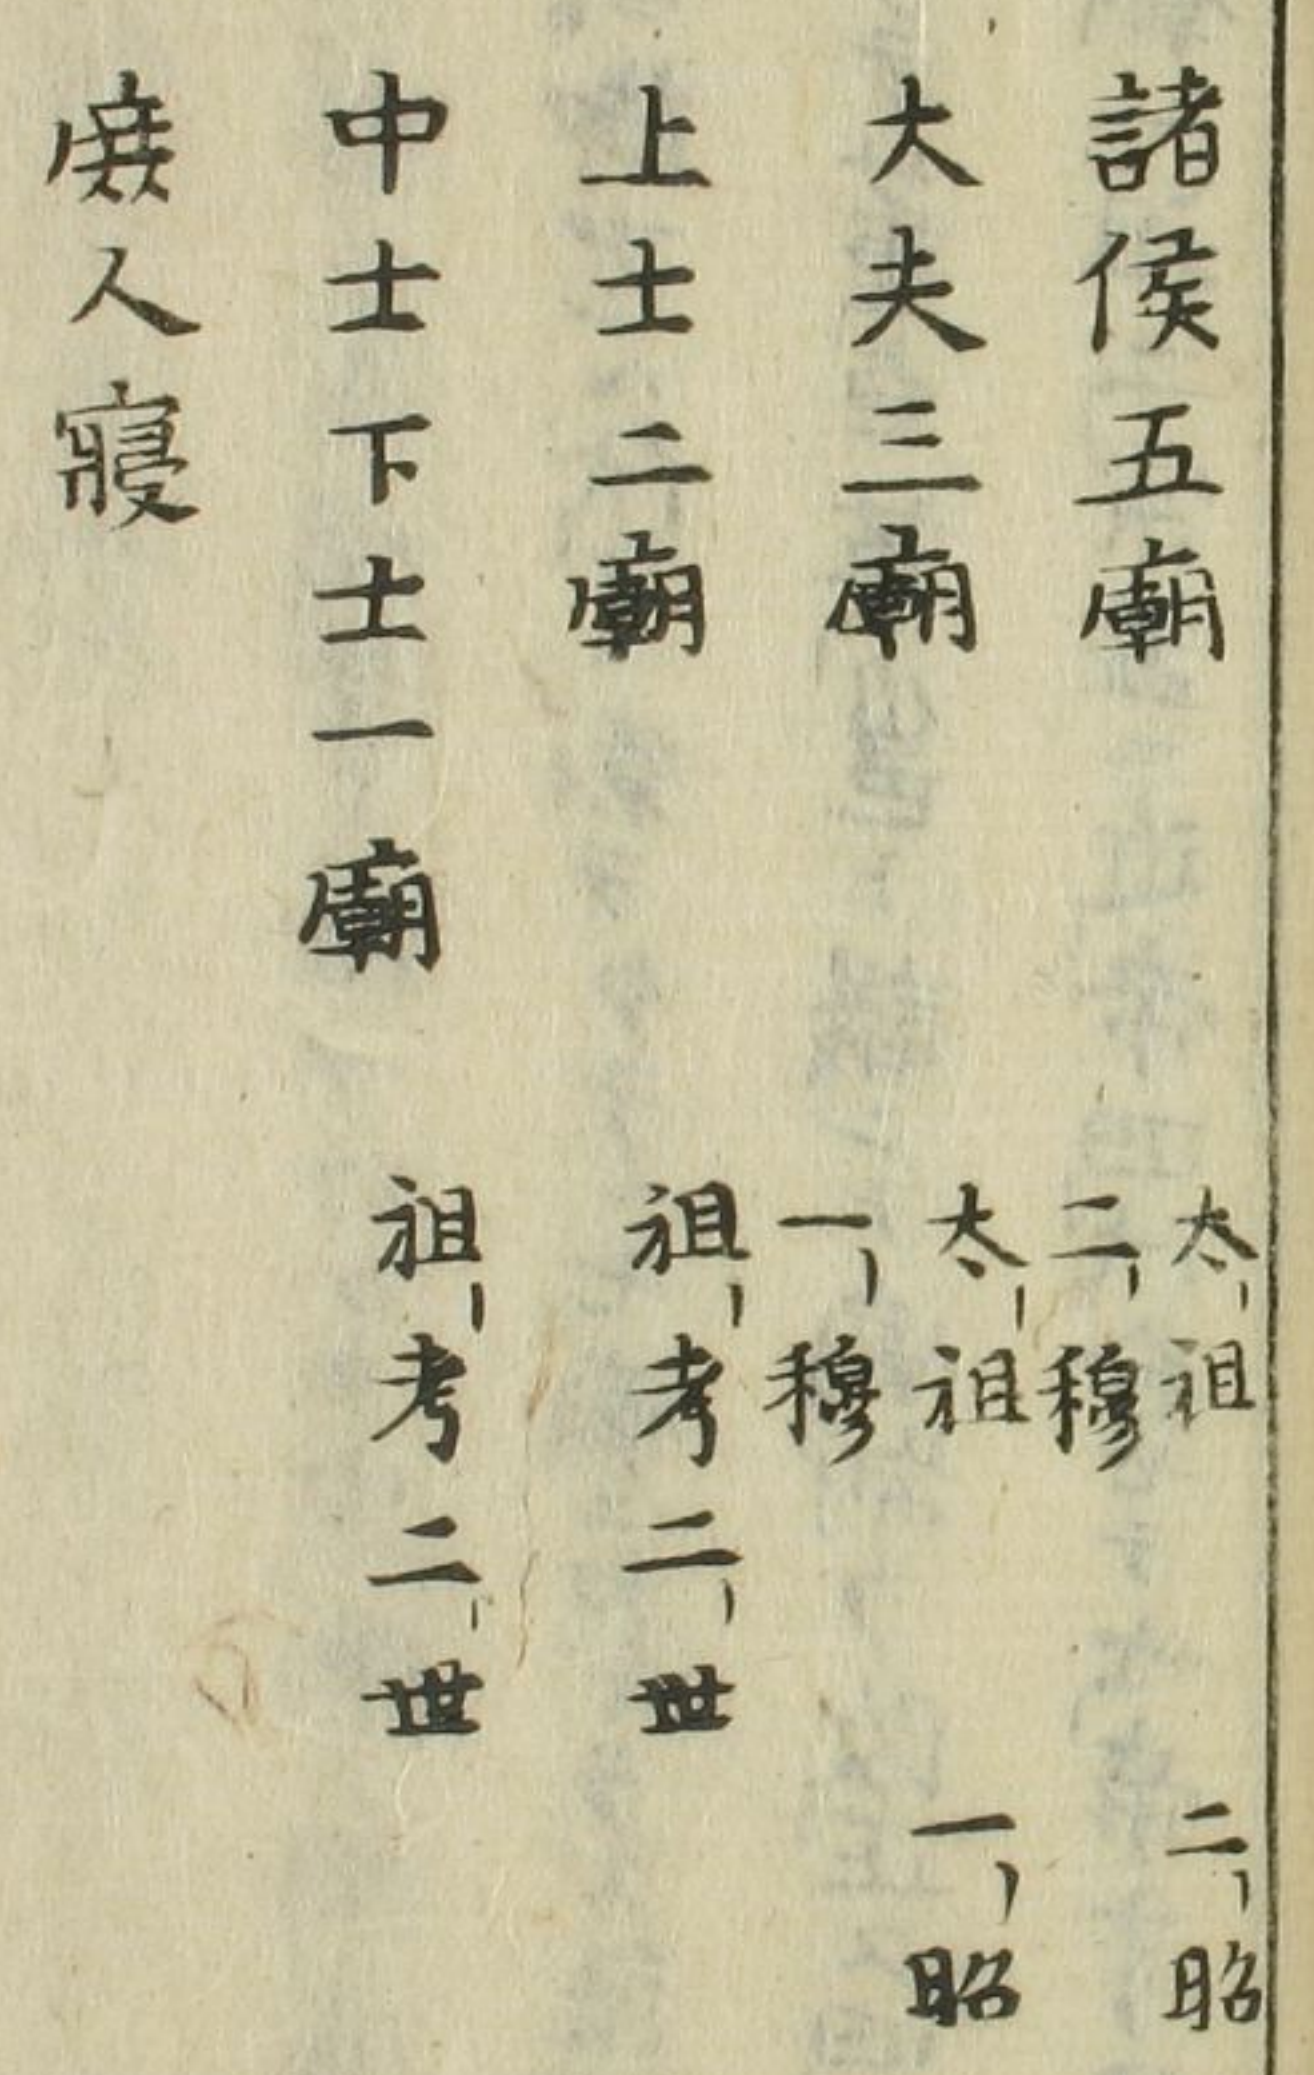 諸侯五廟
太祖
二昭
二穆
大夫三廟
太祖
一昭
一穆
上士二廟
祖考二世
中士下士一廟
祖考二世
庻人寢